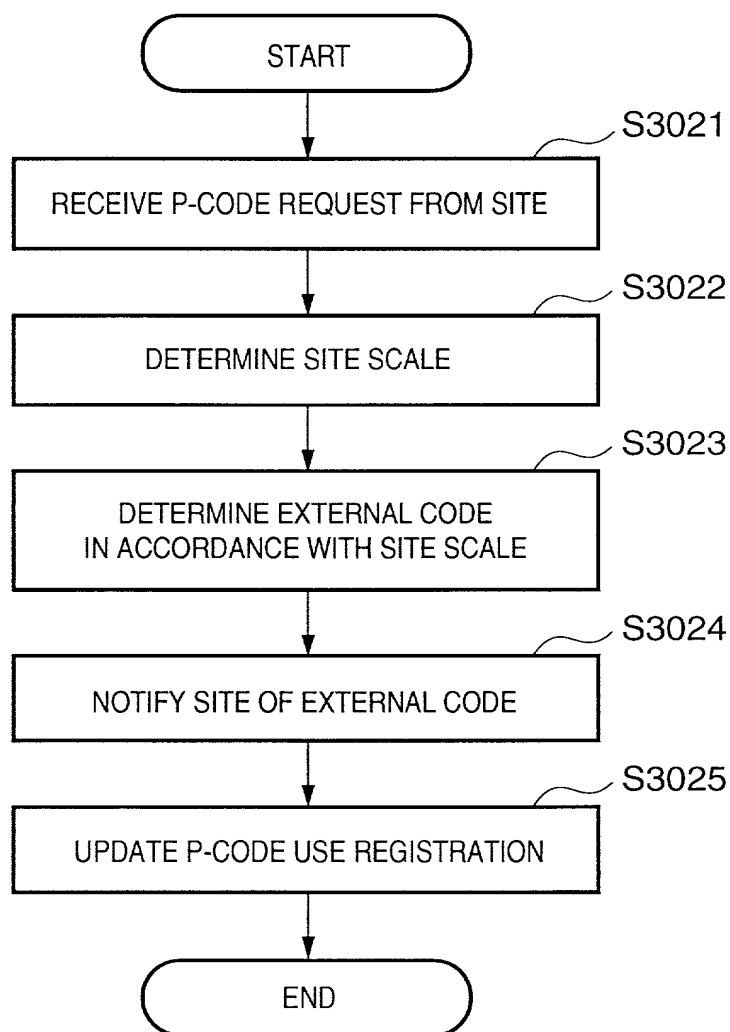 START
S3021
RECEIVE P-CODE REQUEST FROM SITE
S3022
DETERMINE SITE SCALE
S3023
DETERMINE EXTERNAL CODE
IN ACCORDANCE WITH SITE SCALE
S3024
NOTIFY SITE OF EXTERNAL CODE
S3025
UPDATE P-CODE USE REGISTRATION
END